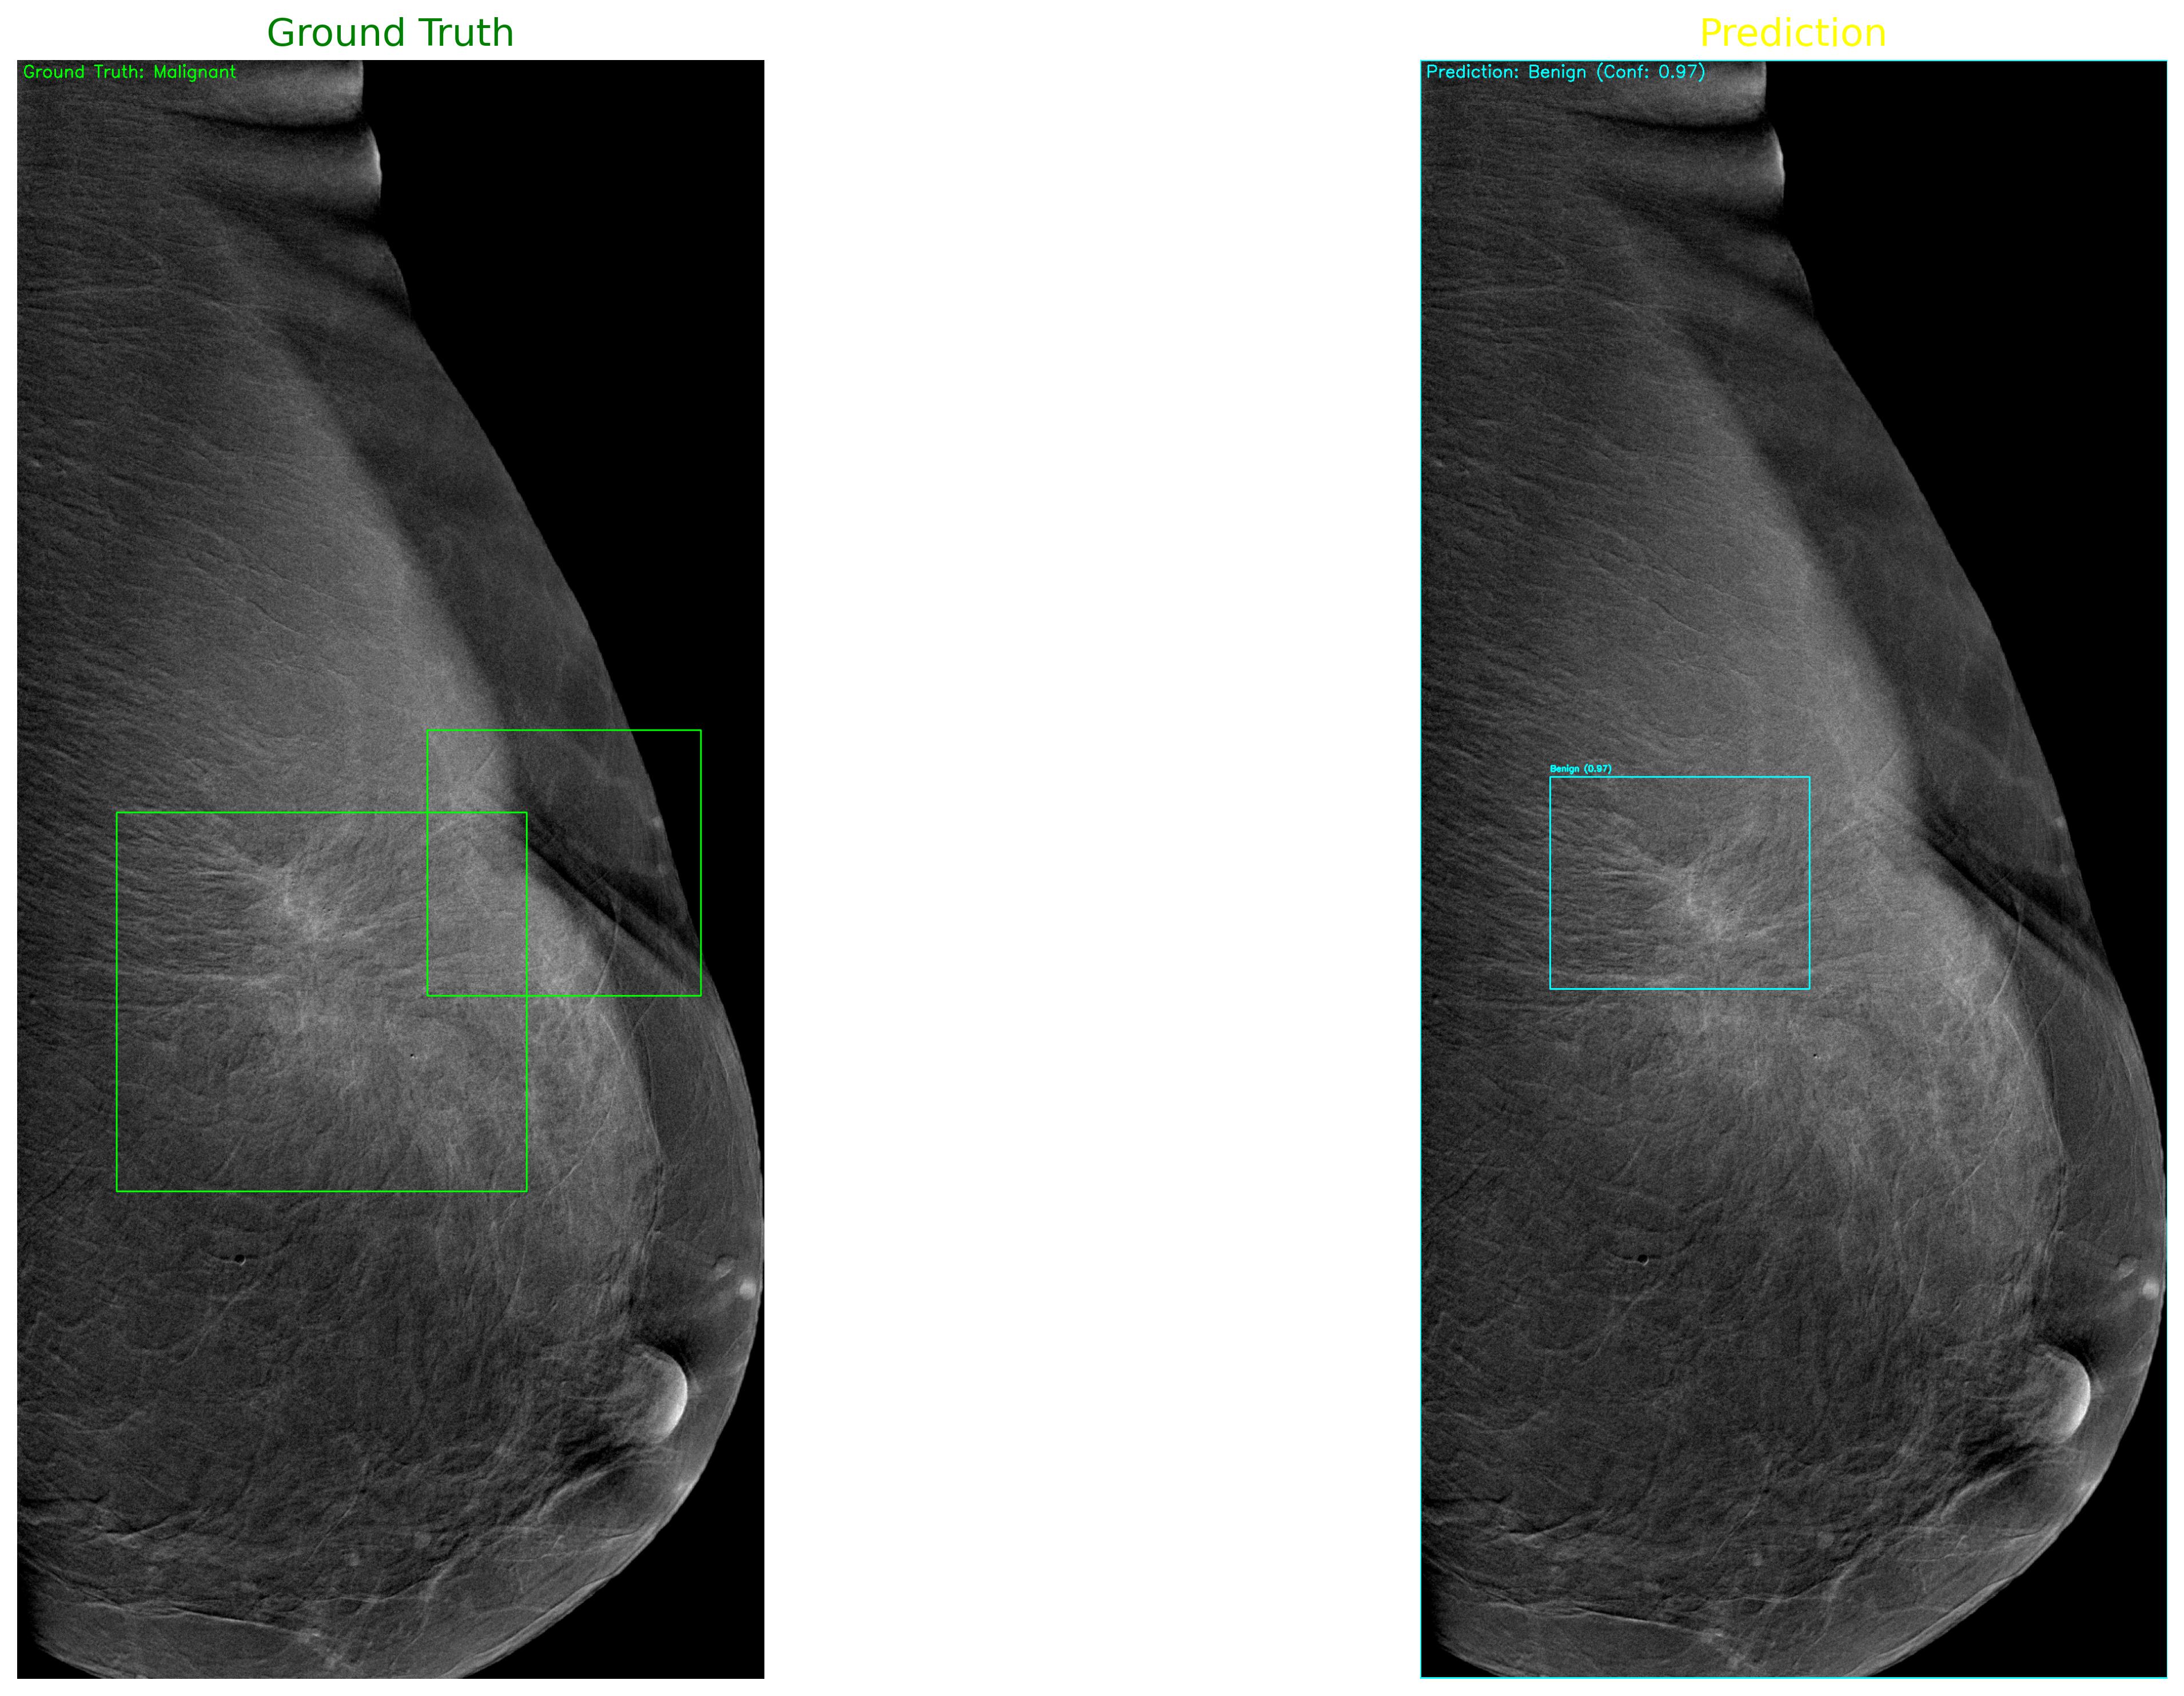 Ground Truth
Prediction
Ground Truth: Malignant
Prediction: Benign (Conf: 0.97)
Benign (0.97)